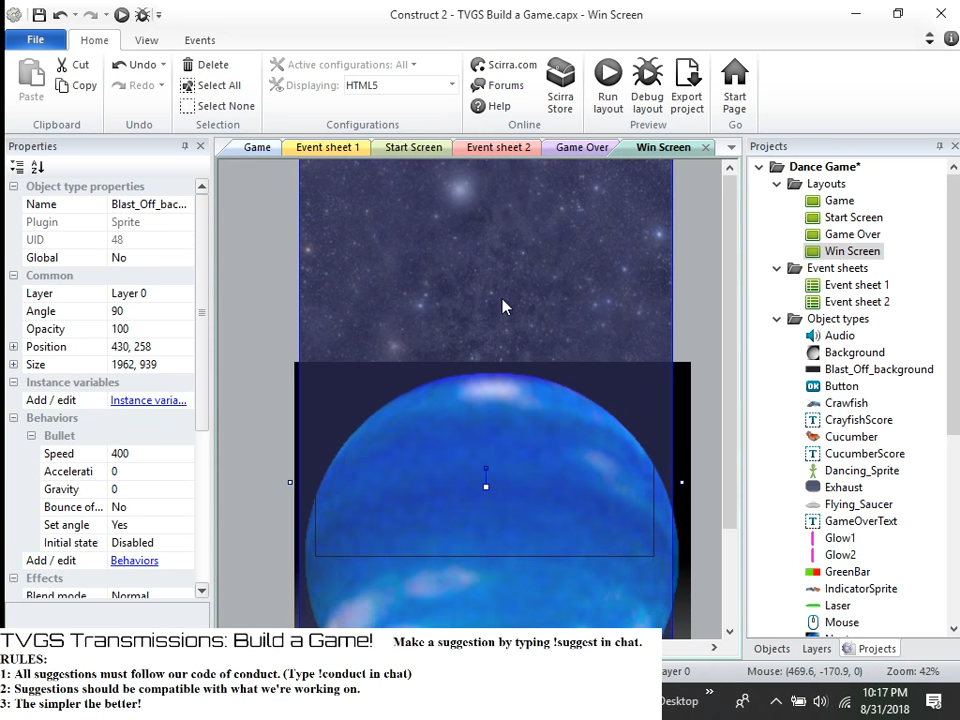 Construct 2 - TVGS Build a Game.capx - Win Screen
File
Home
View
Events
Paste
Cut
Copy
Clipboard
Undo
Redo
Undo
Delete
Select All
Select None
Selection
Active configurations: All
Displaying: HTML5
Configurations
Scirra.com
Forums
Help
Scirra Store
Online
Run layout
Debug layout
Export project
Preview
Start Page
Go
Properties
Game
Event sheet 1
Start Screen
Event sheet 2
Game Over
Win Screen
Projects
Object type properties
Name Blast_Off_bac...
Plugin Sprite
UID 48
Global No
Common
Layer Layer 0
Angle 90
Opacity 100
Position 430, 258
Size 1962, 939
Instance variables
Add / edit Instance varia...
Behaviors
Bullet
Speed 400
Accelerati 0
Gravity 0
Bounce of... No
Set angle Yes
Initial state Disabled
Add / edit Behaviors
Effects
Blend mode Normal
Dance Game*
Layouts
Game
Start Screen
Game Over
Win Screen
Event sheets
Event sheet 1
Event sheet 2
Object types
Audio
Background
Blast_Off_background
Button
Crawfish
CrayfishScore
Cucumber
CucumberScore
Dancing_Sprite
Exhaust
Flying_Saucer
GameOverText
Glow1
Glow2
GreenBar
IndicatorSprite
Laser
Mouse
Objects
Layers
Projects
ayer 0
Mouse: (469.6, -170.9, 0)
Zoom: 42%
TVGS Transmissions: Build a Game! Make a suggestion by typing !suggest in chat.
RULES:
1: All suggestions must follow our code of conduct. (Type !conduct in chat)
2: Suggestions should be compatible with what we're working on.
3: The simpler the better!
Desktop
10:17 PM
8/31/2018